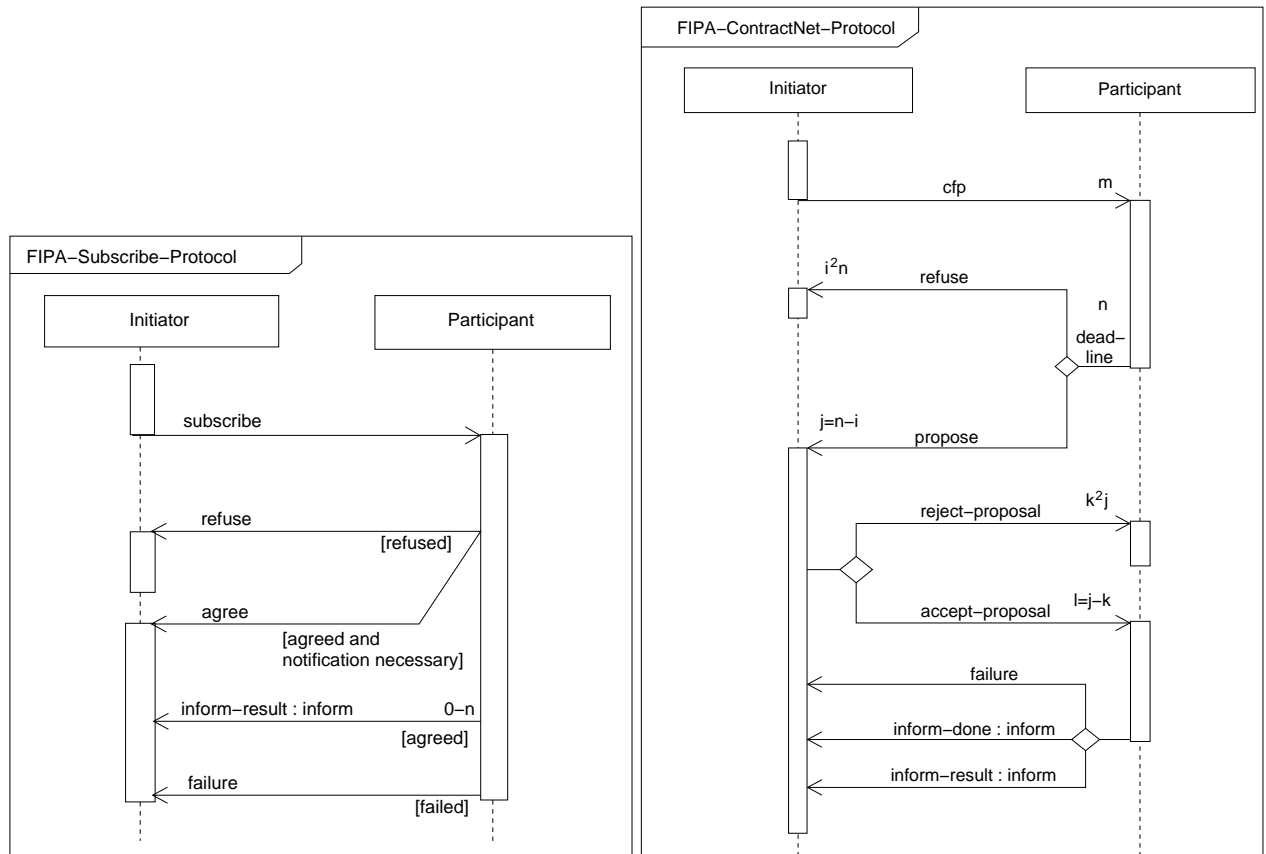 FIPA–Subscribe–Protocol
Initiator
Participant
subscribe
refuse
[refused]
agree
[agreed and
notification necessary]
inform–result : inform
0–n
[agreed]
failure
[failed]
FIPA–ContractNet–Protocol
Initiator
Participant
cfp
m
i²n
refuse
n
dead–
line
j=n–i
propose
reject–proposal
k²j
accept–proposal
l=j–k
failure
inform–done : inform
inform–result : inform